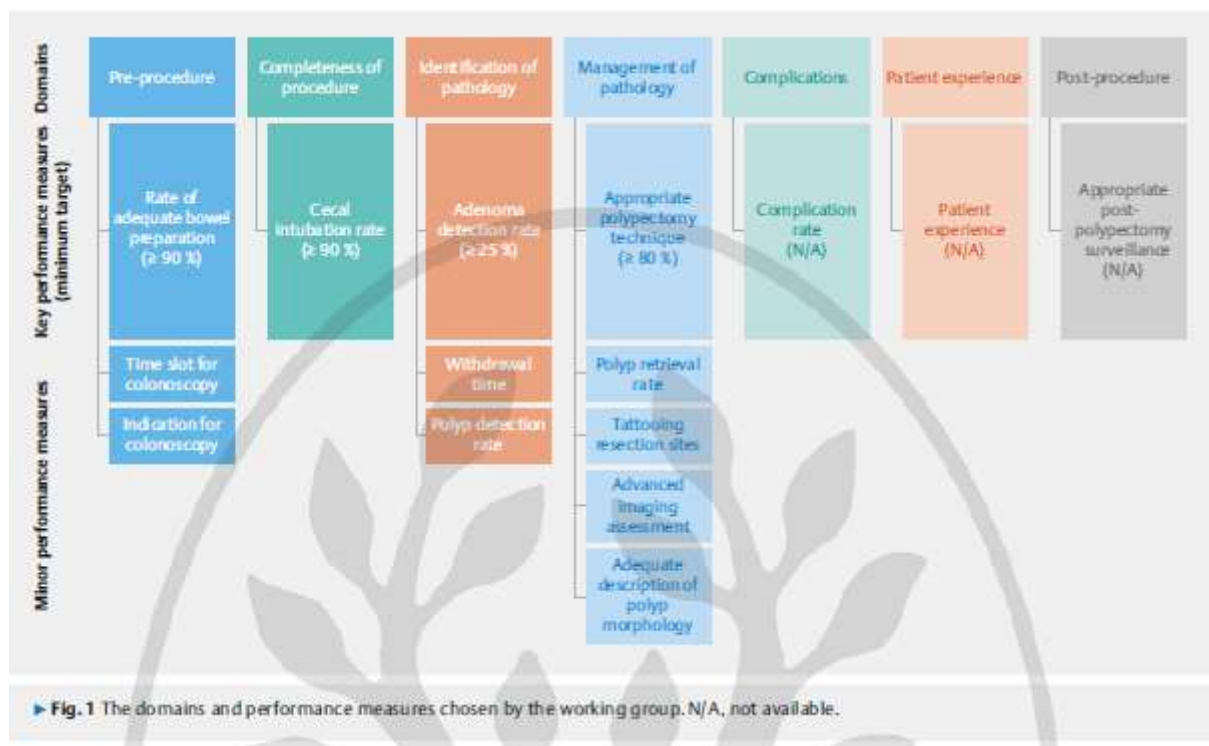 Domains
Pre-procedure
Completeness of
procedure
Identification of
pathology
Management of
pathology
Complications
Patient experience
Post-procedure
Key performance measures
(minimum target)
Rate of
adequate bowel
preparation
(≥ 90 %)
Cecal
intubation rate
(≥ 90 %)
Adenoma
detection rate
(≥ 25 %)
Appropriate
polypectomy
technique
(≥ 80 %)
Complication
rate
(N/A)
Patient
experience
(N/A)
Appropriate
post-
polypectomy
surveillance
(N/A)
Minor performance measures
Time slot for
colonoscopy
Indication for
colonoscopy
Withdrawal
time
Polyp detection
rate
Polyp retrieval
rate
Tattooing
resection sites
Advanced
imaging
assessment
Adequate
description of
polyp
morphology
▶ Fig. 1 The domains and performance measures chosen by the working group. N/A, not available.